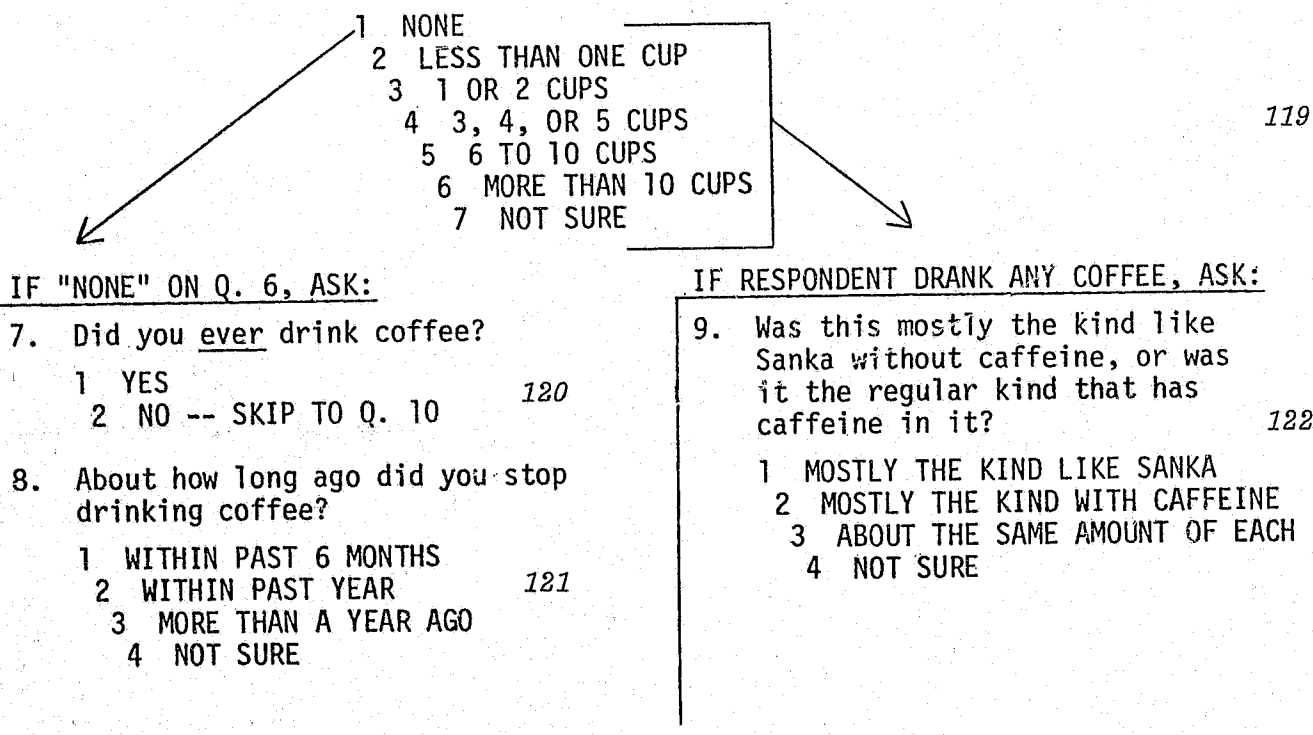 1 NONE
2 LESS THAN ONE CUP
3 1 OR 2 CUPS
4 3, 4, OR 5 CUPS
5 6 TO 10 CUPS
6 MORE THAN 10 CUPS
7 NOT SURE
119
IF "NONE" ON Q. 6, ASK:
7. Did you ever drink coffee?
1 YES
2 NO -- SKIP TO Q. 10
120
8. About how long ago did you stop
drinking coffee?
1 WITHIN PAST 6 MONTHS
2 WITHIN PAST YEAR
121
3 MORE THAN A YEAR AGO
4 NOT SURE
IF RESPONDENT DRANK ANY COFFEE, ASK:
9. Was this mostly the kind like
Sanka without caffeine, or was
it the regular kind that has
caffeine in it?
122
1 MOSTLY THE KIND LIKE SANKA
2 MOSTLY THE KIND WITH CAFFEINE
3 ABOUT THE SAME AMOUNT OF EACH
4 NOT SURE